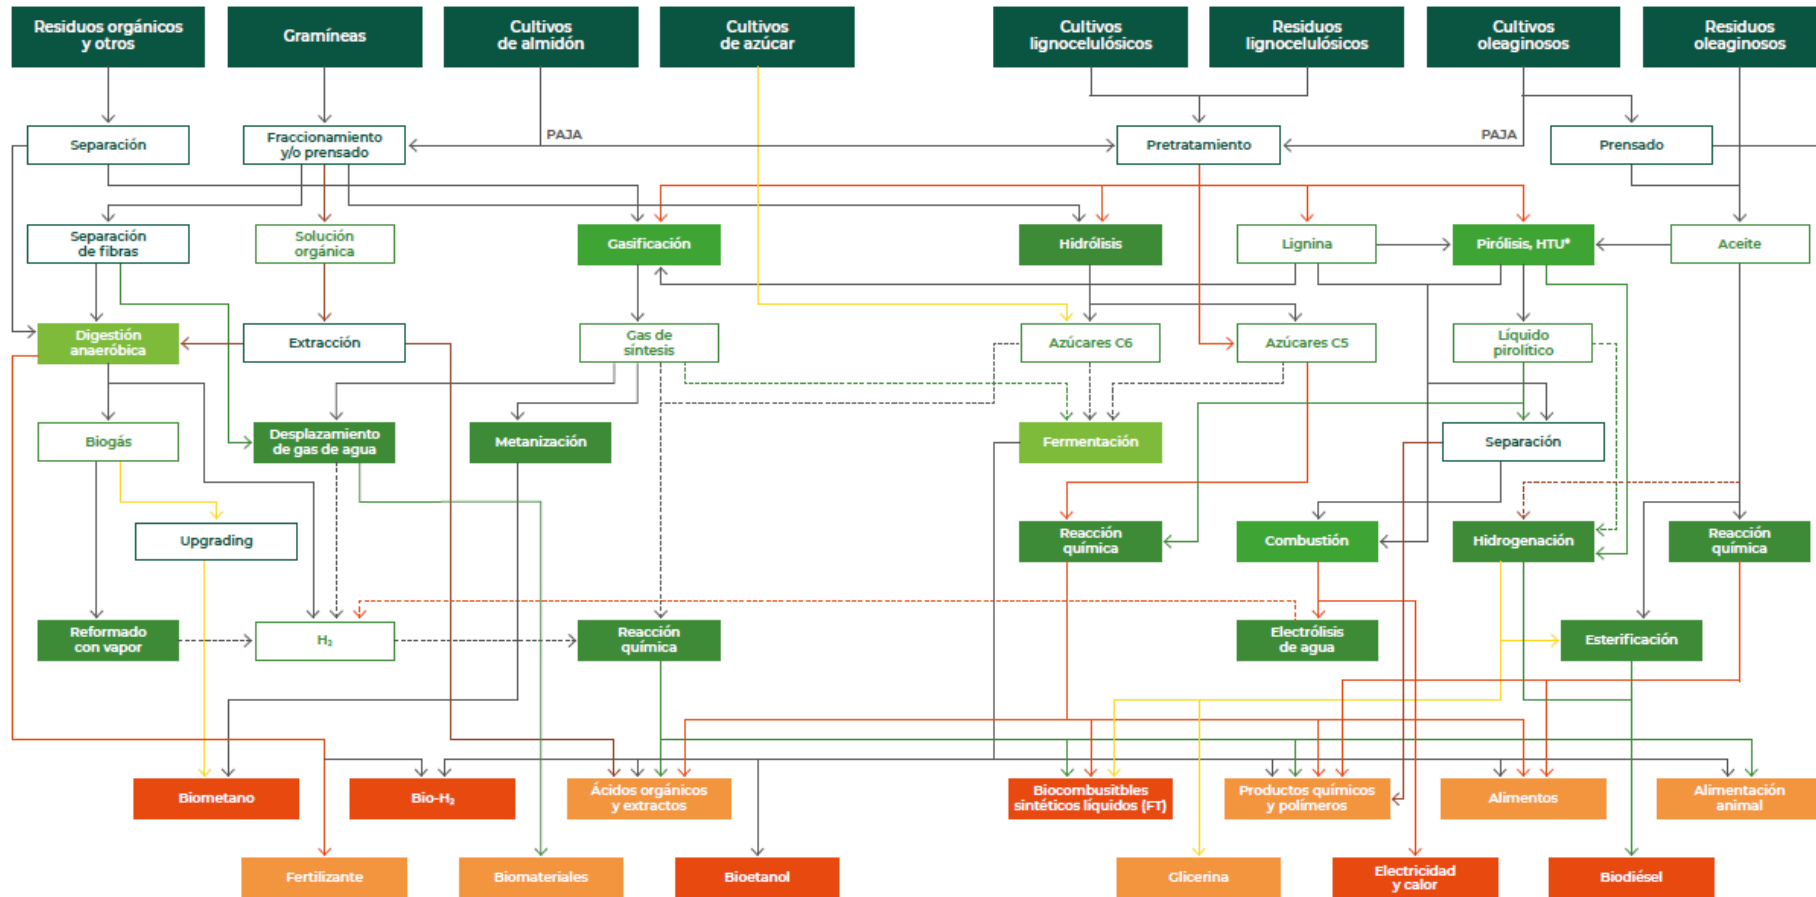 Residuos orgánicos
y otros
Gramíneas
Cultivos
de almidón
Cultivos
de azúcar
Cultivos
lignocelulósicos
Residuos
lignocelulósicos
Cultivos
oleaginosos
Residuos
oleaginosos
Separación
Fraccionamiento
y/o prensado
PAJA
Pretratamiento
PAJA
Prensado
Separación
de fibras
Solución
orgánica
Gasificación
Hidrólisis
Lignina
Pirólisis, HTU*
Aceite
Digestión
anaeróbica
Extracción
Gas de
síntesis
Azúcares C6
Azúcares C5
Líquido
pirolítico
Biogás
Desplazamiento
de gas de agua
Metanización
Fermentación
Separación
Upgrading
Reacción
química
Combustión
Hidrogenación
Reacción
química
Reformado
con vapor
H₂
Reacción
química
Electrólisis
de agua
Esterificación
Biometano
Bio-H₂
Ácidos orgánicos
y extractos
Biocombusitbles
sintéticos líquidos (FT)
Productos químicos
y polímeros
Alimentos
Alimentación
animal
Fertilizante
Biomateriales
Bioetanol
Glicerina
Electricidad
y calor
Biodiésel